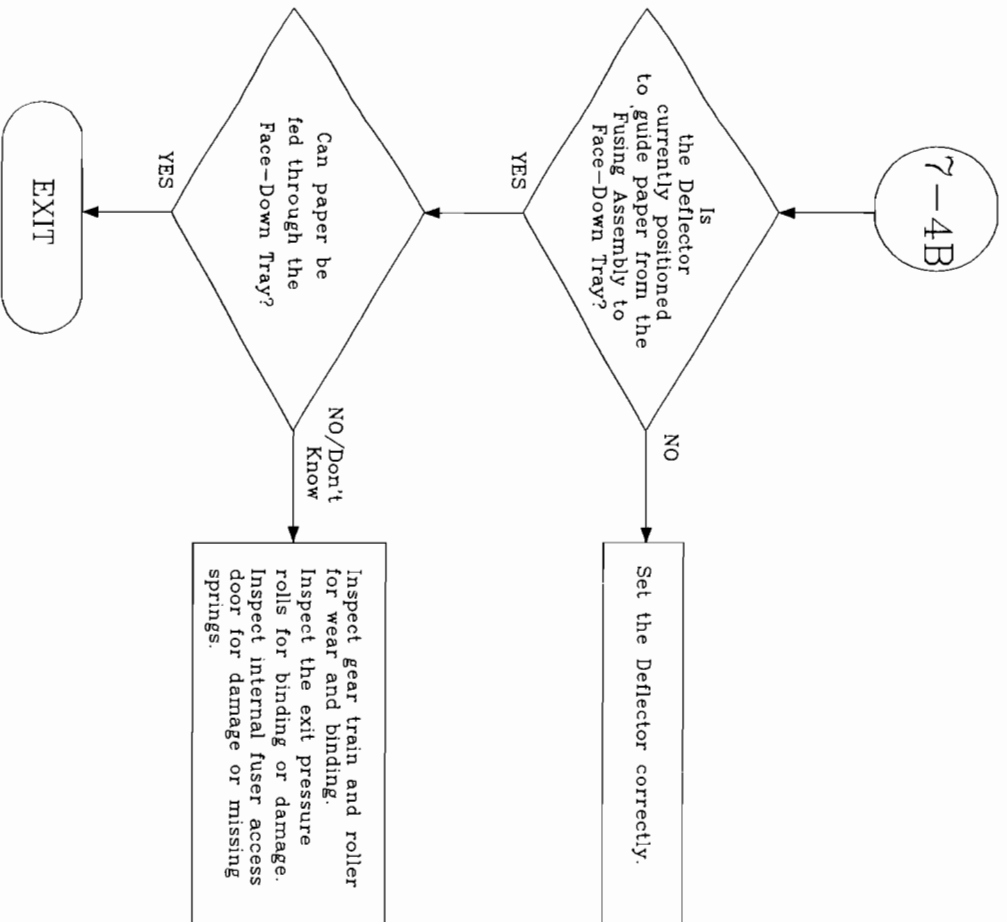 7-4B
Is
the Deflector
currently positioned
to guide paper from the
Fusing Assembly to
Face-Down Tray?
NO
Set the Deflector correctly.
YES
Can paper be
fed through the
Face-Down Tray?
NO/Don't
Know
Inspect gear train and roller
for wear and binding.
Inspect the exit pressure
rolls for binding or damage.
Inspect internal fuser access
door for damage or missing
springs.
YES
EXIT